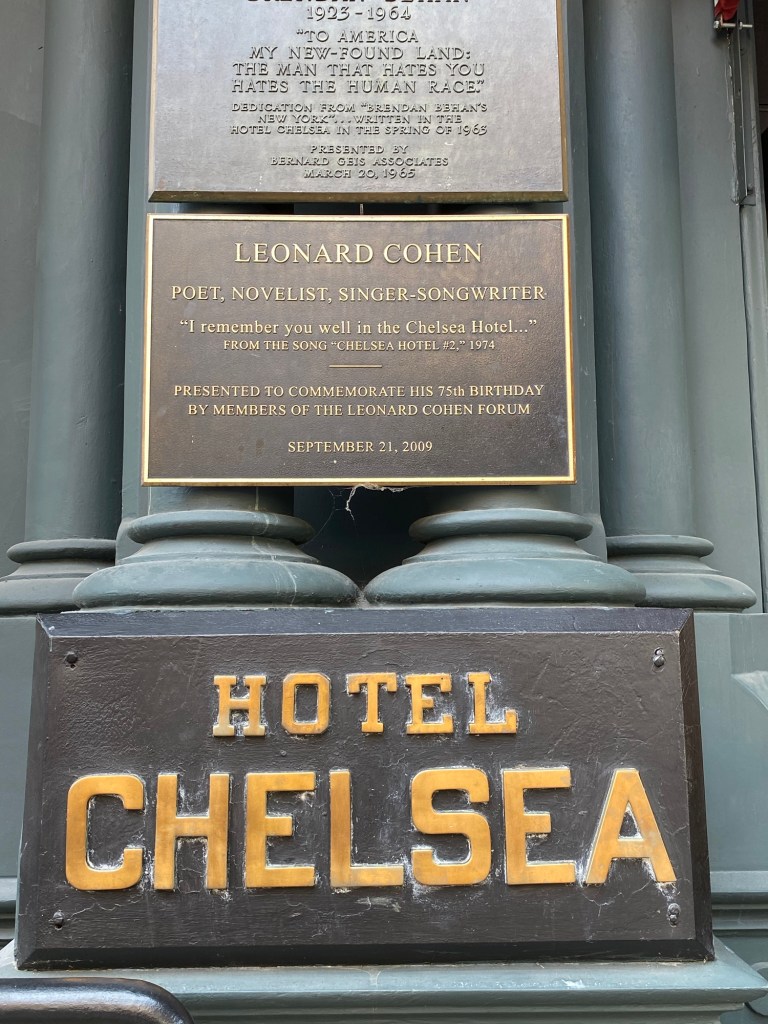 BRENDAN BEHAN
1923 - 1964
"TO AMERICA
MY NEW-FOUND LAND:
THE MAN THAT HATES YOU
HATES THE HUMAN RACE."
DEDICATION FROM "BRENDAN BEHAN'S
NEW YORK"...WRITTEN IN THE
HOTEL CHELSEA IN THE SPRING OF 1963
PRESENTED BY
BERNARD GEIS ASSOCIATES
MARCH 20, 1965
LEONARD COHEN
POET, NOVELIST, SINGER-SONGWRITER
"I remember you well in the Chelsea Hotel..."
FROM THE SONG "CHELSEA HOTEL #2," 1974
PRESENTED TO COMMEMORATE HIS 75th BIRTHDAY
BY MEMBERS OF THE LEONARD COHEN FORUM
SEPTEMBER 21, 2009
HOTEL
CHELSEA